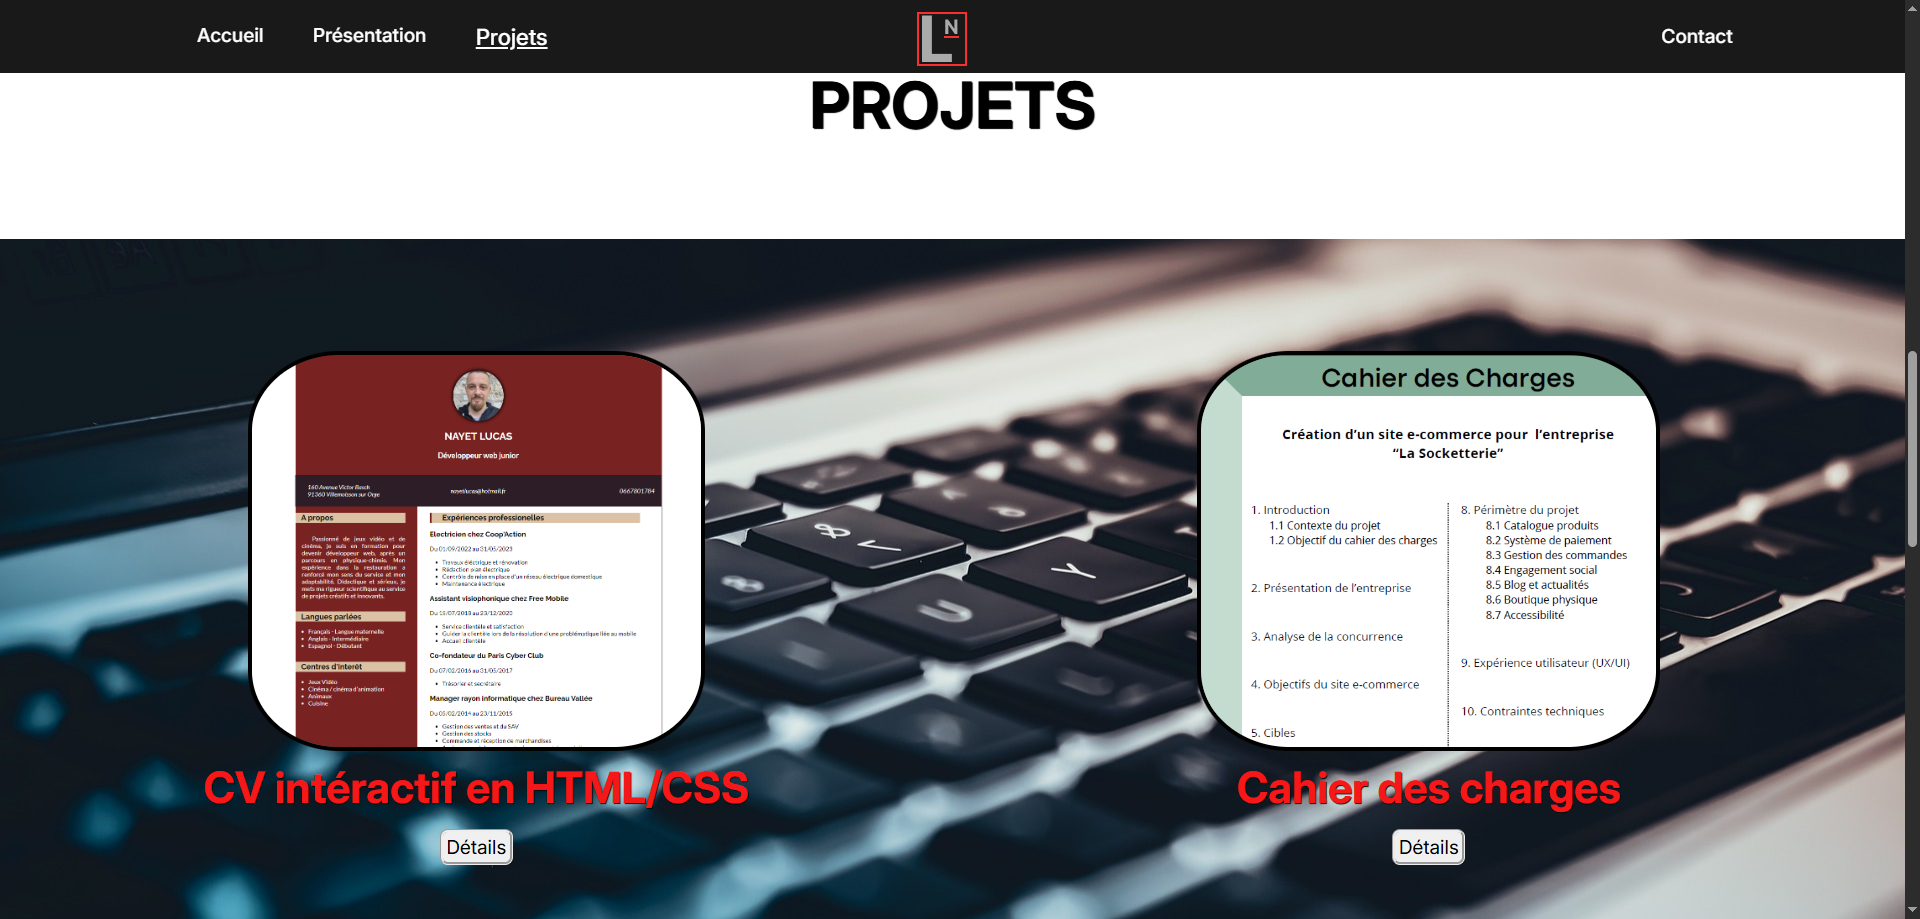 Accueil
Présentation
Projets
LN
Contact
PROJETS
NAYET LUCAS
Développeur web junior
160 Avenue Victor Basch
91360 Villemoisson sur Orge
nayetlucas@hotmail.fr
0667801784
A propos
Passionné de jeux vidéo et de
cinéma, je suis en formation pour
devenir développeur web, après un
parcours en physique-chimie. Mon
expérience dans la restauration a
renforcé mon sens du service et mon
adaptabilité. Didactique et sérieux, je
mets ma rigueur scientifique au service
de projets créatifs et innovants.
Langues parlées
Français - Langue maternelle
Anglais - Intermédiaire
Espagnol - Débutant
Centres d'interêt
Jeux Vidéo
Cinéma / cinéma d'animation
Animaux
Cuisine
Expériences professionelles
Electricien chez Coop'Action
Du 01/09/2022 au 31/05/2023
Travaux éléctrique et rénovation
Rédaction plan électrique
Contrôle de mise en place d'un réseau électrique domestique
Maintenance électrique
Assistant visiophonique chez Free Mobile
Du 15/07/2018 au 23/12/2020
Service clientèle et satisfaction
Guider la clientèle lors de la résolution d'une problématique liée au mobile
Accueil clientèle
Co-fondateur du Paris Cyber Club
Du 07/02/2016 au 31/05/2017
Trésorier et secrétaire
Manager rayon informatique chez Bureau Vallée
Du 05/02/2014 au 23/11/2015
Gestion des ventes et du SAV
Gestion des stocks
Commande et réception de marchandises
CV intéractif en HTML/CSS
Détails
Cahier des Charges
Création d'un site e-commerce pour l'entreprise
“La Socketterie”
1. Introduction
1.1 Contexte du projet
1.2 Objectif du cahier des charges
2. Présentation de l'entreprise
3. Analyse de la concurrence
4. Objectifs du site e-commerce
5. Cibles
8. Périmètre du projet
8.1 Catalogue produits
8.2 Système de paiement
8.3 Gestion des commandes
8.4 Engagement social
8.5 Blog et actualités
8.6 Boutique physique
8.7 Accessibilité
9. Expérience utilisateur (UX/UI)
10. Contraintes techniques
Cahier des charges
Détails